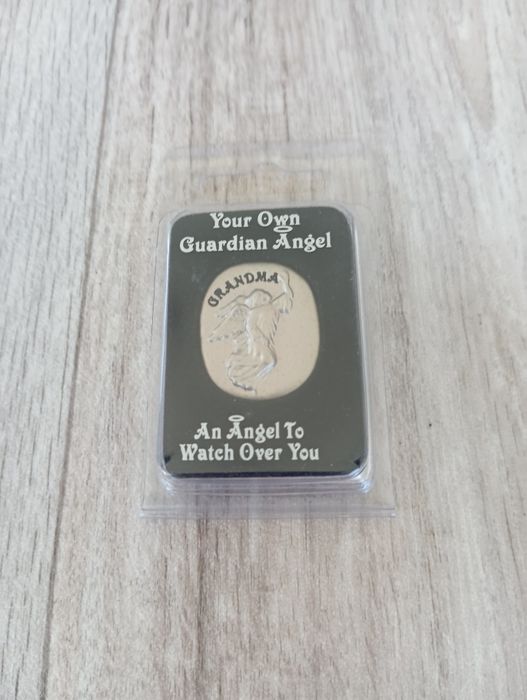 Your Own
Guardian Angel
GRANDMA
An Angel To
Watch Over You